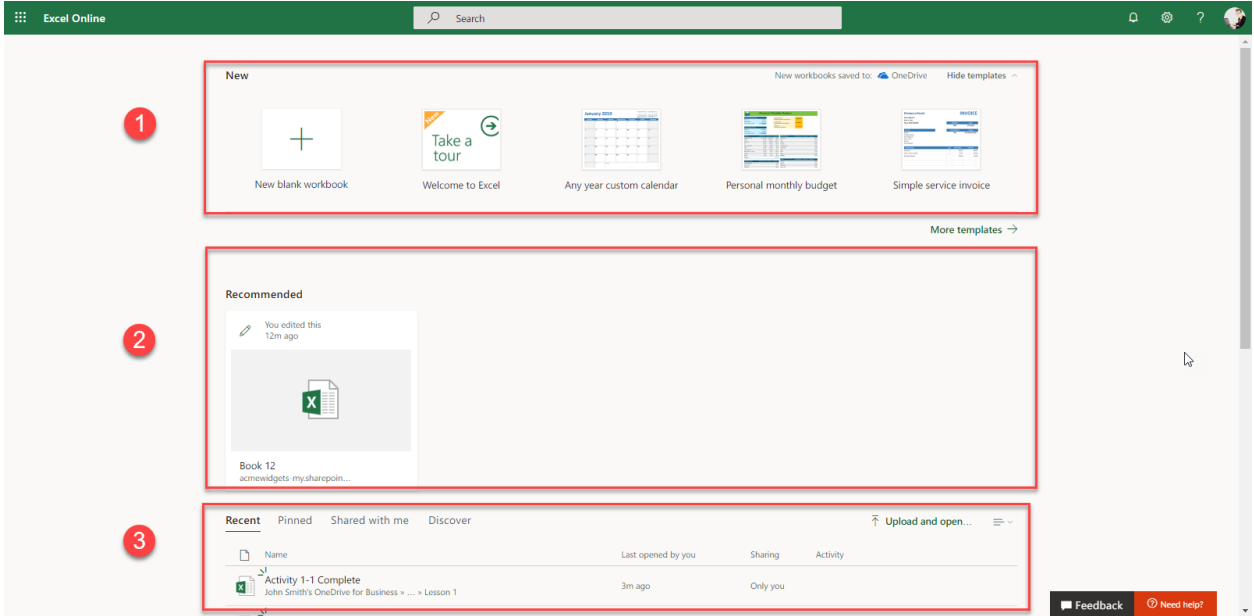 Excel Online
Search
?
1
New
New workbooks saved to: OneDrive Hide templates
New
Take a
tour
January 2019
INVOICE
New blank workbook
Welcome to Excel
Any year custom calendar
Personal monthly budget
Simple service invoice
More templates
2
Recommended
You edited this
12m ago
X
Book 12
acmewidgets-my.sharepoin...
3
Recent Pinned Shared with me Discover
Upload and open...
Name Last opened by you Sharing Activity
X
Activity 1-1 Complete
John Smith's OneDrive for Business » ... » Lesson 1
3m ago
Only you
Feedback
Need help?